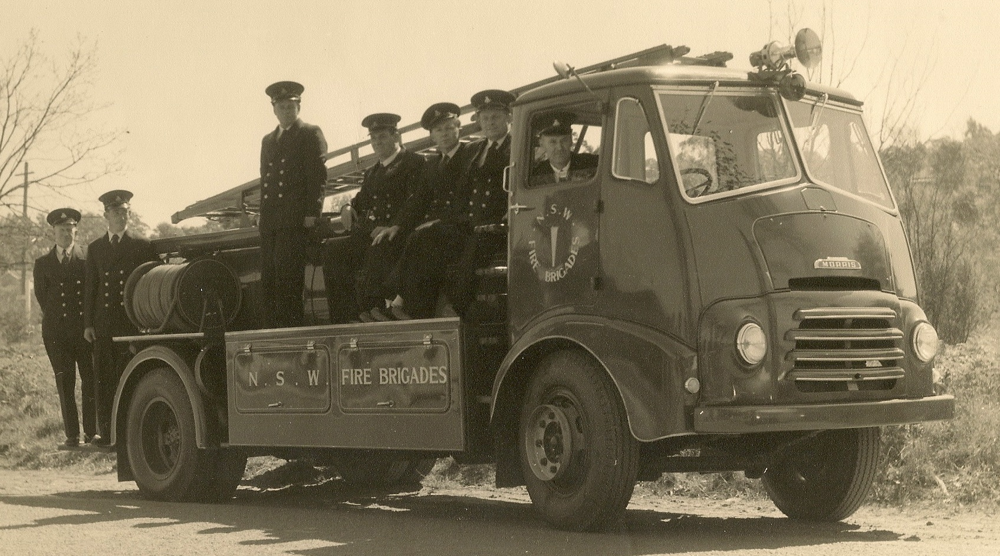 N.S.W.
FIRE BRIGADES
MORRIS
N.S.W. FIRE BRIGADES